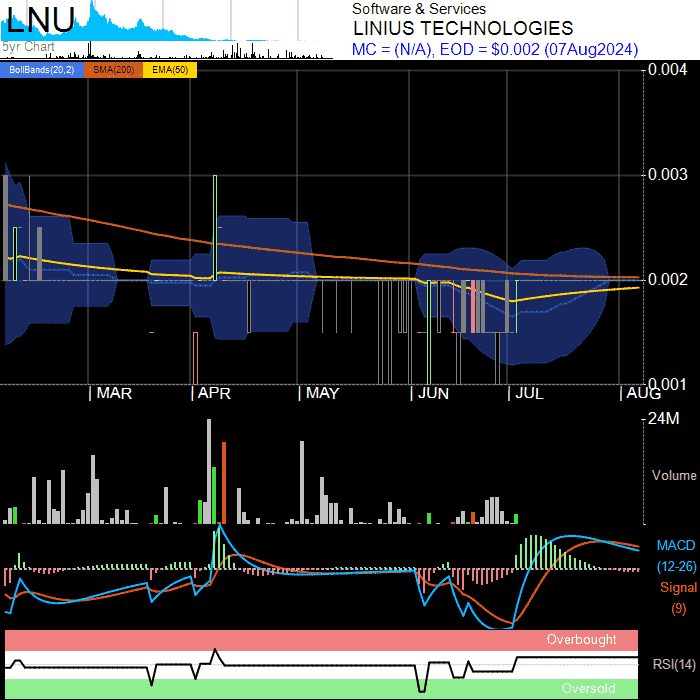 LNU
5yr Chart
Software & Services
LINIUS TECHNOLOGIES
MC = (N/A), EOD = $0.002 (07Aug2024)
BollBands(20,2) SMA(200) EMA(50)
0.004
0.003
0.002
0.001
MAR APR MAY JUN JUL AUG
24M
Volume
MACD
(12-26)
Signal
(9)
Overbought
RSI(14)
Oversold